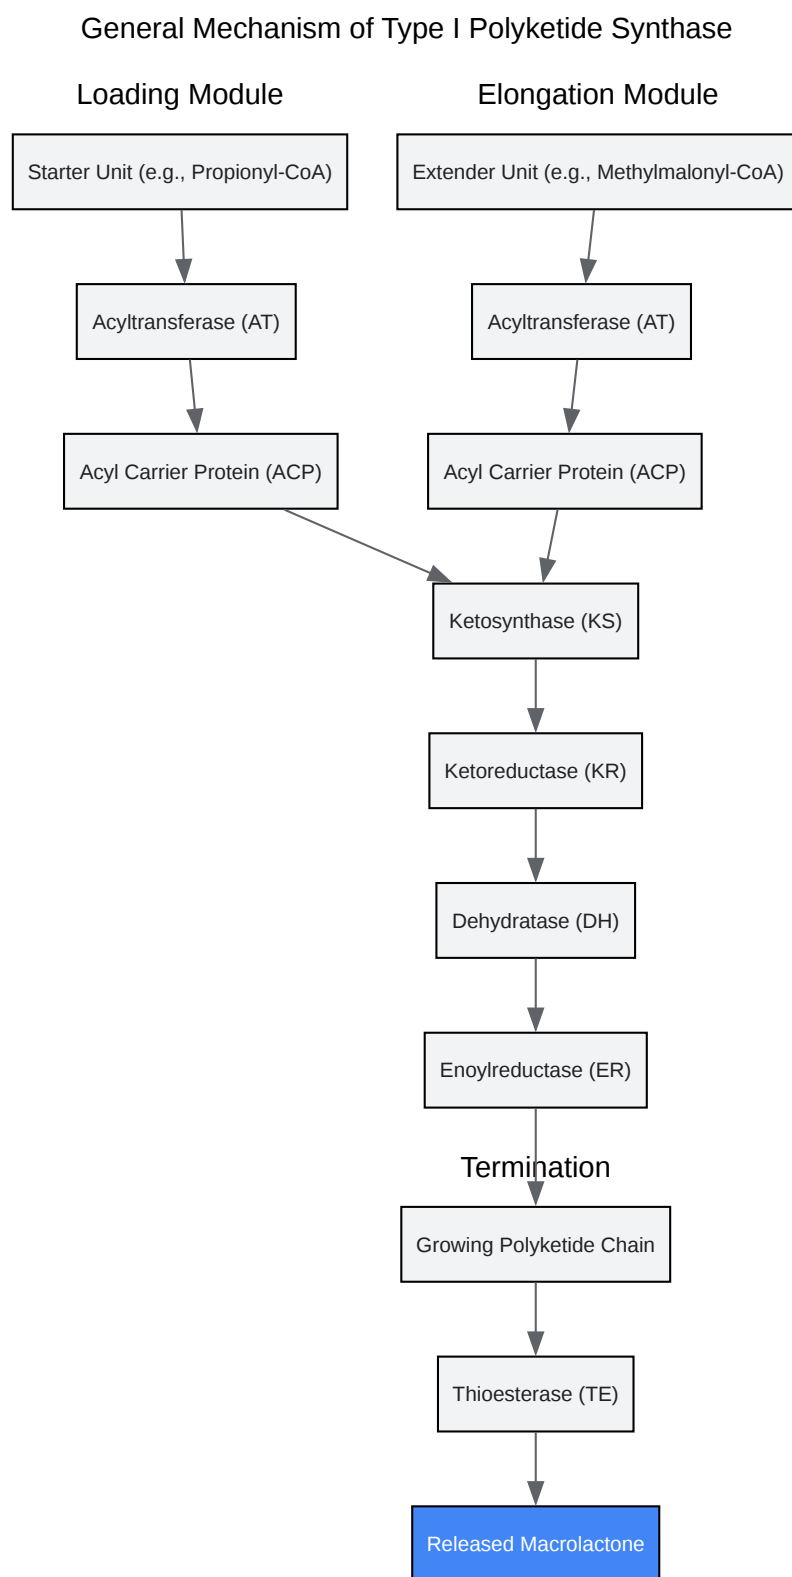 General Mechanism of Type I Polyketide Synthase
Loading Module
Elongation Module
Starter Unit (e.g., Propionyl-CoA)
Extender Unit (e.g., Methylmalonyl-CoA)
Acyltransferase (AT)
Acyltransferase (AT)
Acyl Carrier Protein (ACP)
Acyl Carrier Protein (ACP)
Ketosynthase (KS)
Ketoreductase (KR)
Dehydratase (DH)
Enoylreductase (ER)
Termination
Growing Polyketide Chain
Thioesterase (TE)
Released Macrolactone